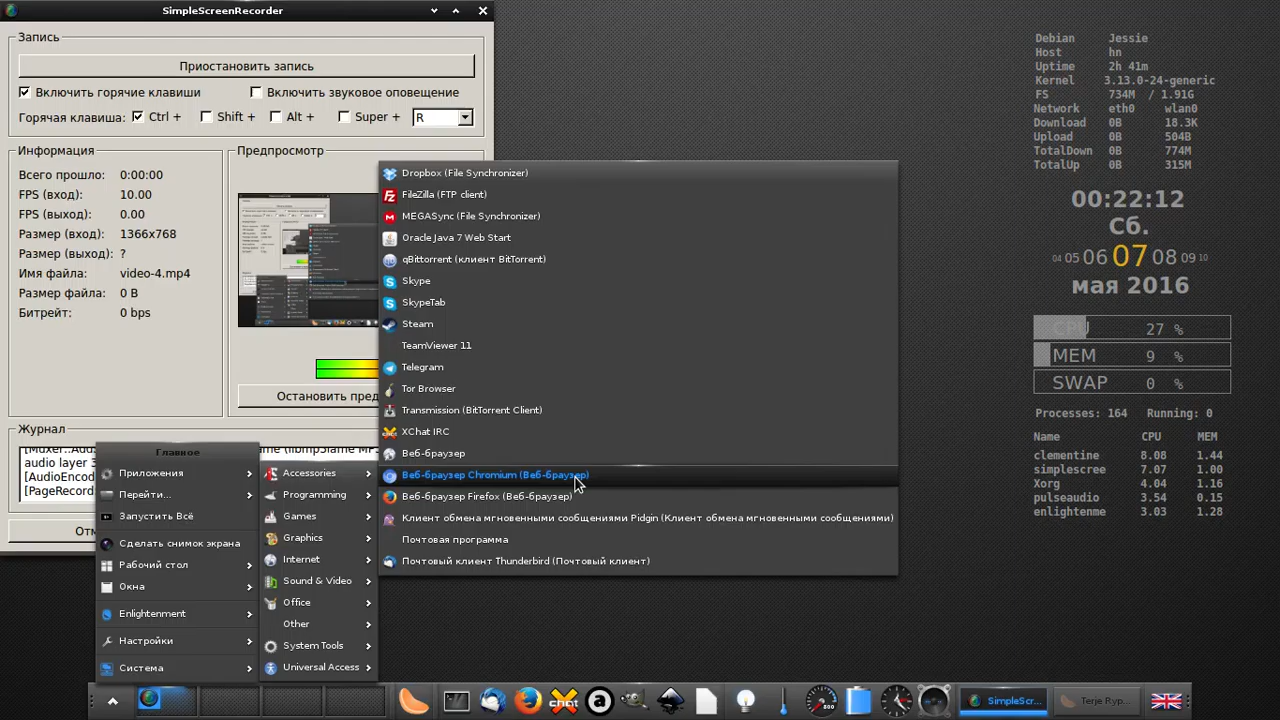 SimpleScreenRecorder
Запись
Приостановить запись
Включить горячие клавиши
Включить звуковое оповещение
Горячая клавиша:
Ctrl +
Shift +
Alt +
Super +
R
Информация
Всего прошло: 0:00:00
FPS (вход): 10.00
FPS (выход): 0.00
Размер (вход): 1366x768
Размер (выход): ?
Имя файла: video-4.mp4
Размер файла: 0 B
Битрейт: 0 bps
Предпросмотр
Остановить пред
Журнал
audio layer 3
[AudioEncod
[PageRecord
Отм
Главное
Приложения
Перейти...
Запустить Всё
Сделать снимок экрана
Рабочий стол
Окна
Enlightenment
Настройки
Система
Accessories
Programming
Games
Graphics
Internet
Sound & Video
Office
Other
System Tools
Universal Access
Dropbox (File Synchronizer)
FileZilla (FTP client)
MEGASync (File Synchronizer)
Oracle Java 7 Web Start
qBittorrent (клиент BitTorrent)
Skype
SkypeTab
Steam
TeamViewer 11
Telegram
Tor Browser
Transmission (BitTorrent Client)
XChat IRC
Веб-браузер
Веб-браузер Chromium (Веб-браузер)
Веб-браузер Firefox (Веб-браузер)
Клиент обмена мгновенными сообщениями Pidgin (Клиент обмена мгновенными сообщениями)
Почтовая программа
Почтовый клиент Thunderbird (Почтовый клиент)
Debian Jessie
Host hn
Uptime 2h 41m
Kernel 3.13.0-24-generic
FS 734M / 1.91G
Network eth0 wlan0
Download 0B 18.3K
Upload 0B 504B
TotalDown 0B 774M
TotalUp 0B 315M
00:22:12
Сб.
04 05 06 07 08 09 10
мая 2016
CPU 27 %
MEM 9 %
SWAP 0 %
Processes: 164 Running: 0
Name CPU MEM
clementine 8.08 1.44
simplescree 7.07 1.00
Xorg 4.04 1.16
pulseaudio 3.54 0.15
enlightenme 3.03 1.28
chat
a
SimpleScr...
Terje Ryp...